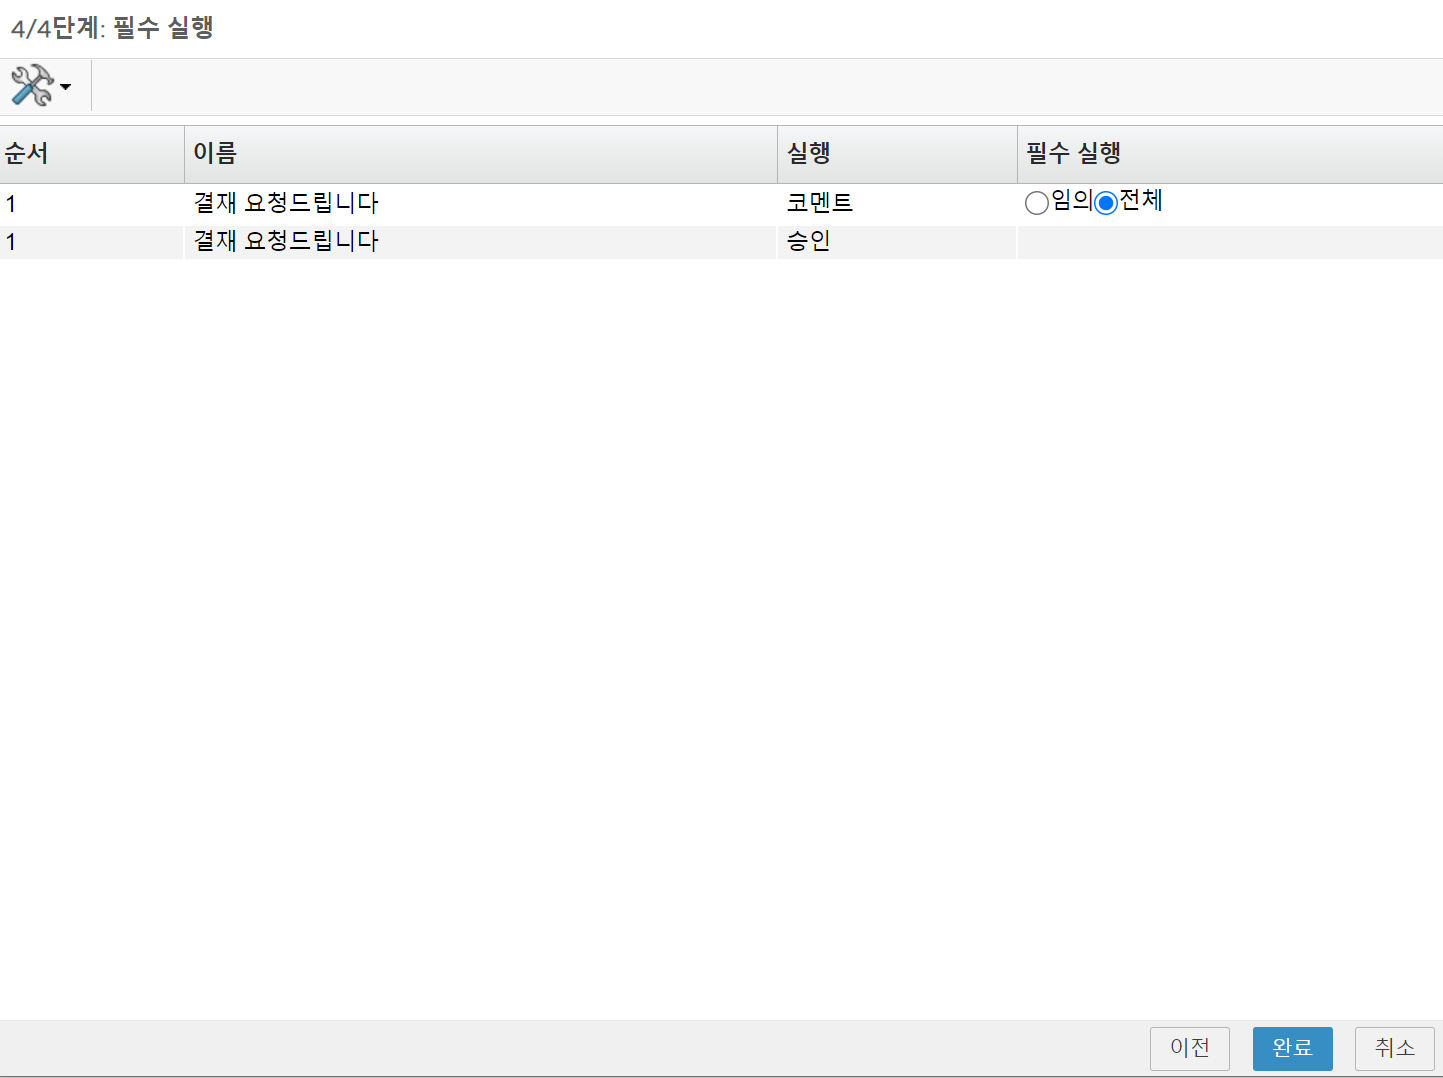 4/4단계: 필수 실행
순서 이름 실행 필수 실행
1 결재 요청드립니다 코멘트 임의 전체
1 결재 요청드립니다 승인
이전 완료 취소